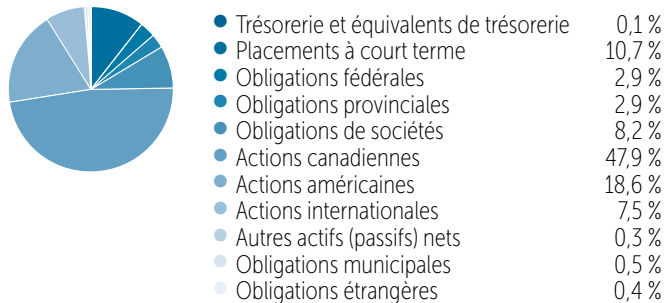 Trésorerie et équivalents de trésorerie 0,1 %
Placements à court terme 10,7 %
Obligations fédérales 2,9 %
Obligations provinciales 2,9 %
Obligations de sociétés 8,2 %
Actions canadiennes 47,9 %
Actions américaines 18,6 %
Actions internationales 7,5 %
Autres actifs (passifs) nets 0,3 %
Obligations municipales 0,5 %
Obligations étrangères 0,4 %